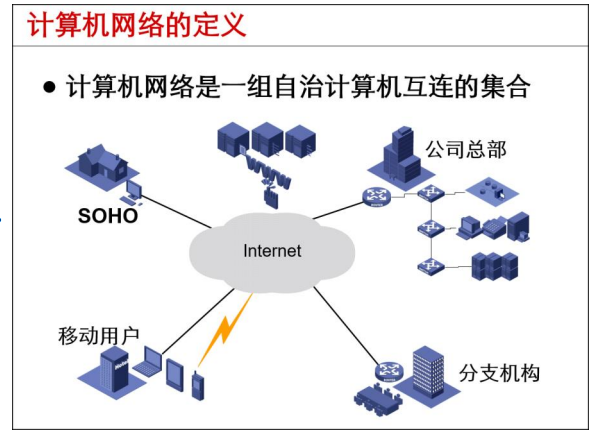 计算机网络的定义
● 计算机网络是一组自治计算机互连的集合
公司总部
WWW
SOHO
Internet
移动用户
分支机构